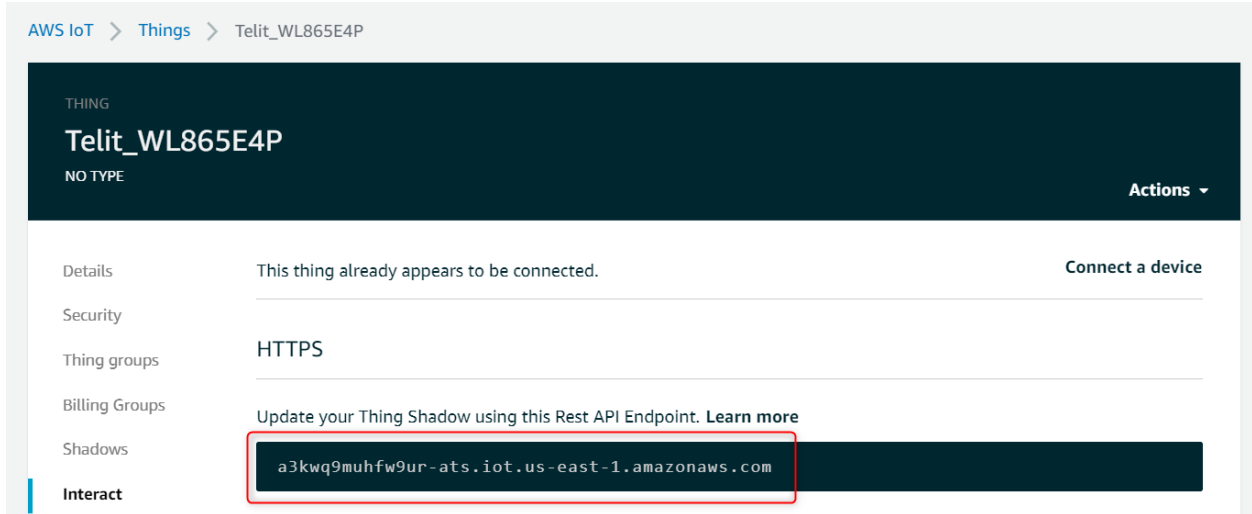 AWS IoT > Things > Telit_WL865E4P
THING
Telit_WL865E4P
NO TYPE
Actions
Details
Security
Thing groups
Billing Groups
Shadows
Interact
This thing already appears to be connected.
Connect a device
HTTPS
Update your Thing Shadow using this Rest API Endpoint. Learn more
a3kwq9muhfw9ur-ats.iot.us-east-1.amazonaws.com